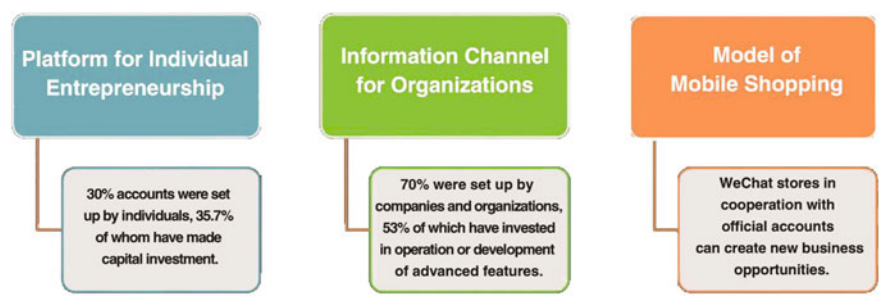 Platform for Individual
Entrepreneurship
30% accounts were set
up by individuals, 35.7%
of whom have made
capital investment.
Information Channel
for Organizations
70% were set up by
companies and organizations,
53% of which have invested
in operation or development
of advanced features.
Model of
Mobile Shopping
WeChat stores in
cooperation with
official accounts
can create new business
opportunities.